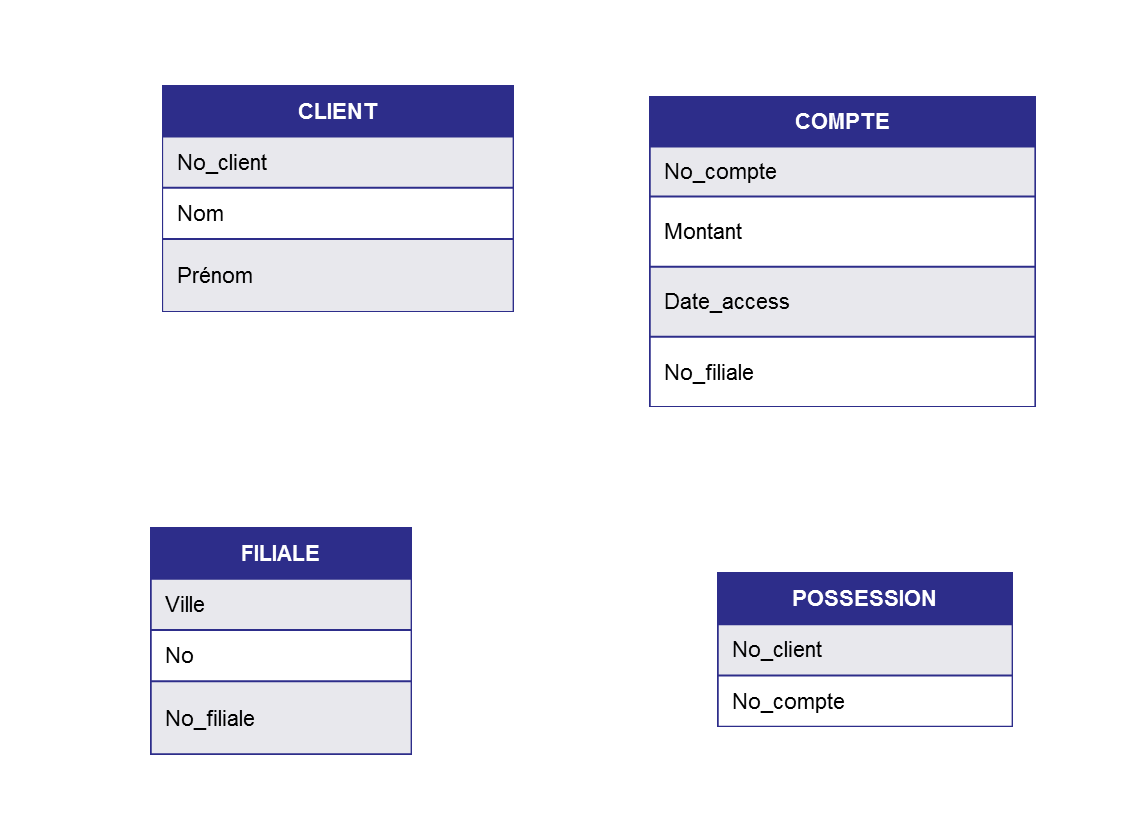 CLIENT
No_client
Nom
Prénom
COMPTE
No_compte
Montant
Date_access
No_filiale
FILIALE
Ville
No
No_filiale
POSSESSION
No_client
No_compte